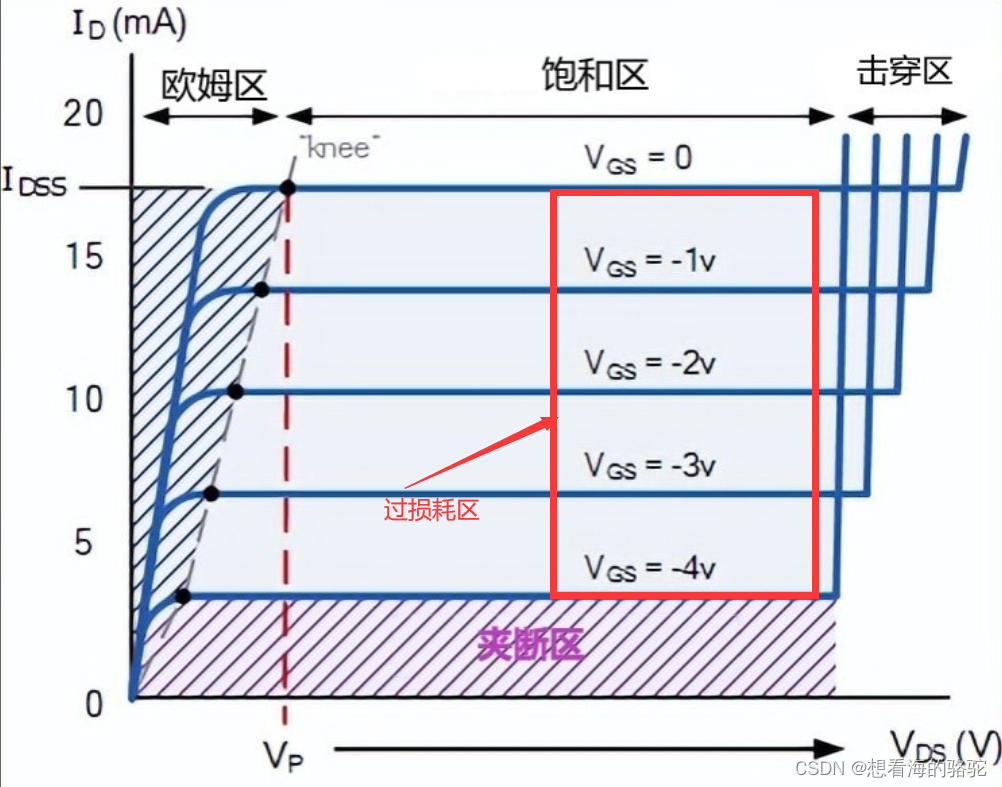 I_D (mA)
欧姆区
饱和区
击穿区
20
"knee"
V_GS = 0
I_DSS
15
V_GS = -1v
10
V_GS = -2v
V_GS = -3v
过损耗区
5
V_GS = -4v
夹断区
0
V_P
V_DS (V)
CSDN @想看海的骆驼